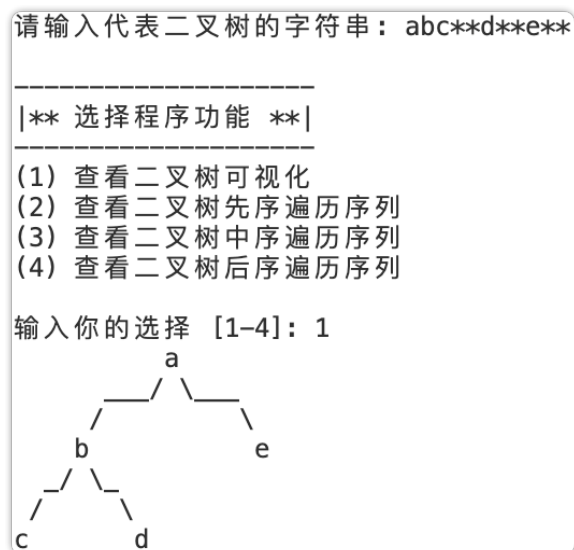 请输入代表二叉树的字符串: abc**d**e**
--------------------
|** 选择程序功能 **|
--------------------
(1) 查看二叉树可视化
(2) 查看二叉树先序遍历序列
(3) 查看二叉树中序遍历序列
(4) 查看二叉树后序遍历序列
输入你的选择 [1-4]: 1
          a
      ___/ \___
     /         \
    b           e
  _/ \_
 /     \
c       d